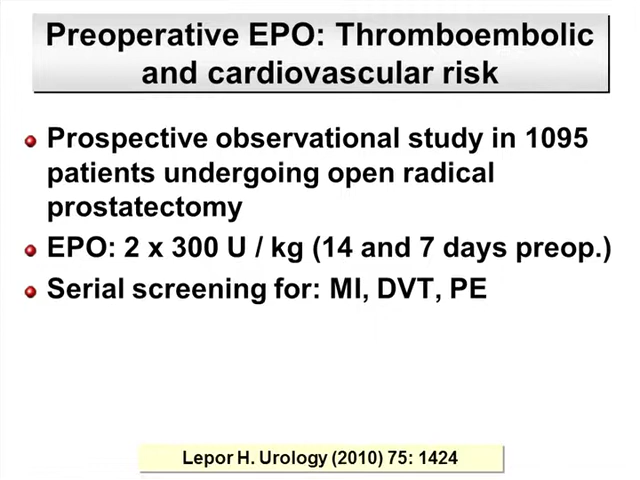 Preoperative EPO: Thromboembolic
and cardiovascular risk
Prospective observational study in 1095
patients undergoing open radical
prostatectomy
EPO: 2 x 300 U / kg (14 and 7 days preop.)
Serial screening for: MI, DVT, PE
Lepor H. Urology (2010) 75: 1424